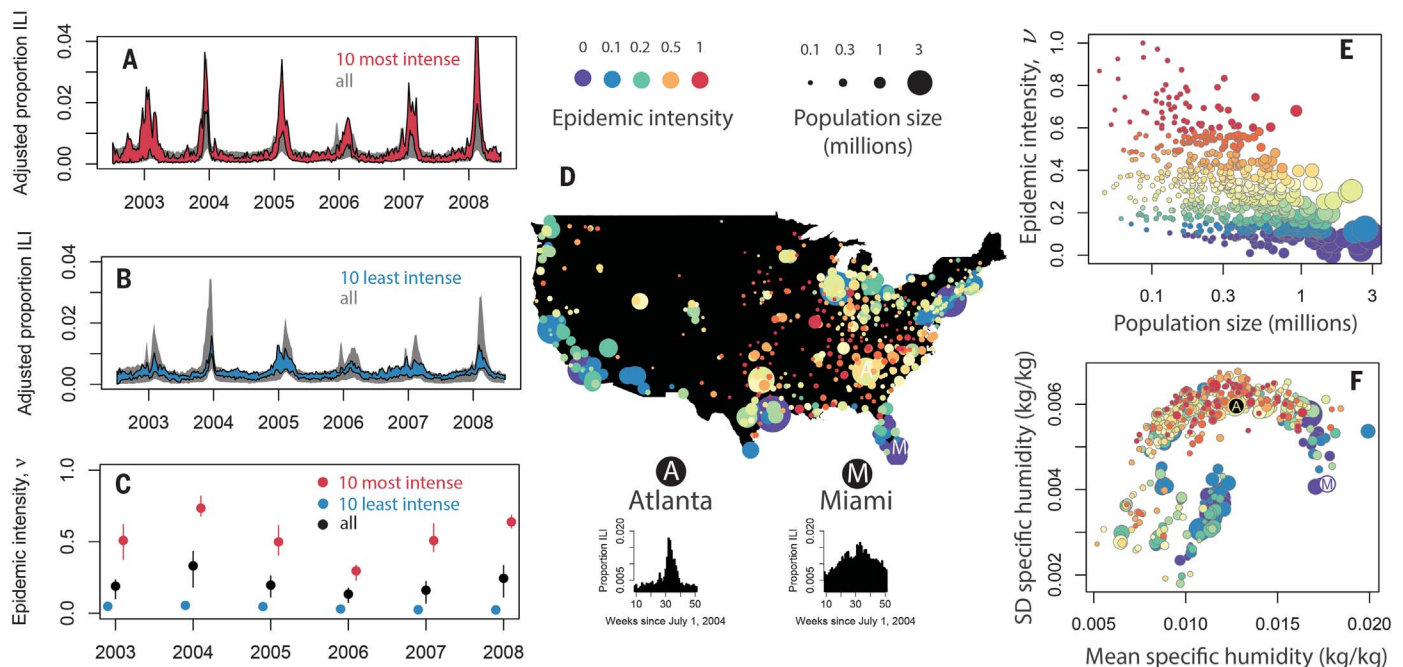 A
10 most intense
all
Adjusted proportion ILI
0.04
0.02
0.00
2003 2004 2005 2006 2007 2008
B
10 least intense
all
Adjusted proportion ILI
0.04
0.02
0.00
2003 2004 2005 2006 2007 2008
C
10 most intense
10 least intense
all
Epidemic intensity, ν
1.0
0.5
0.0
2003 2004 2005 2006 2007 2008
0 0.1 0.2 0.5 1
Epidemic intensity
0.1 0.3 1 3
Population size
(millions)
D
A
M
A
Atlanta
M
Miami
Proportion ILI
0.020
0.005
10 30 50
Weeks since July 1, 2004
Proportion ILI
0.020
0.005
10 30 50
Weeks since July 1, 2004
E
Epidemic intensity, ν
1.0
0.8
0.6
0.4
0.2
0.0
0.1 0.3 1 3
Population size (millions)
F
SD specific humidity (kg/kg)
0.006
0.004
0.002
A
M
0.005 0.010 0.015 0.020
Mean specific humidity (kg/kg)